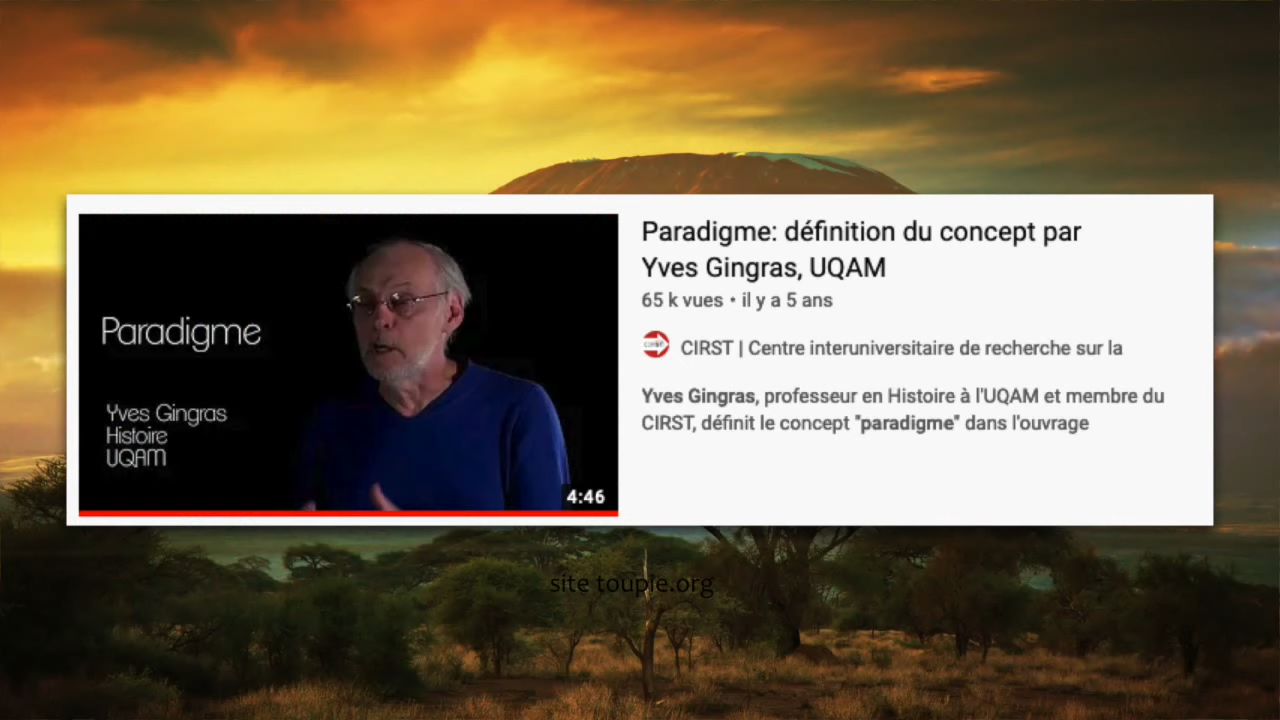 Paradigme
Yves Gingras
Histoire
UQAM
4:46
Paradigme: définition du concept par
Yves Gingras, UQAM
65 k vues • il y a 5 ans
CIRST | Centre interuniversitaire de recherche sur la
Yves Gingras, professeur en Histoire à l'UQAM et membre du
CIRST, définit le concept "paradigme" dans l'ouvrage
site toupie.org